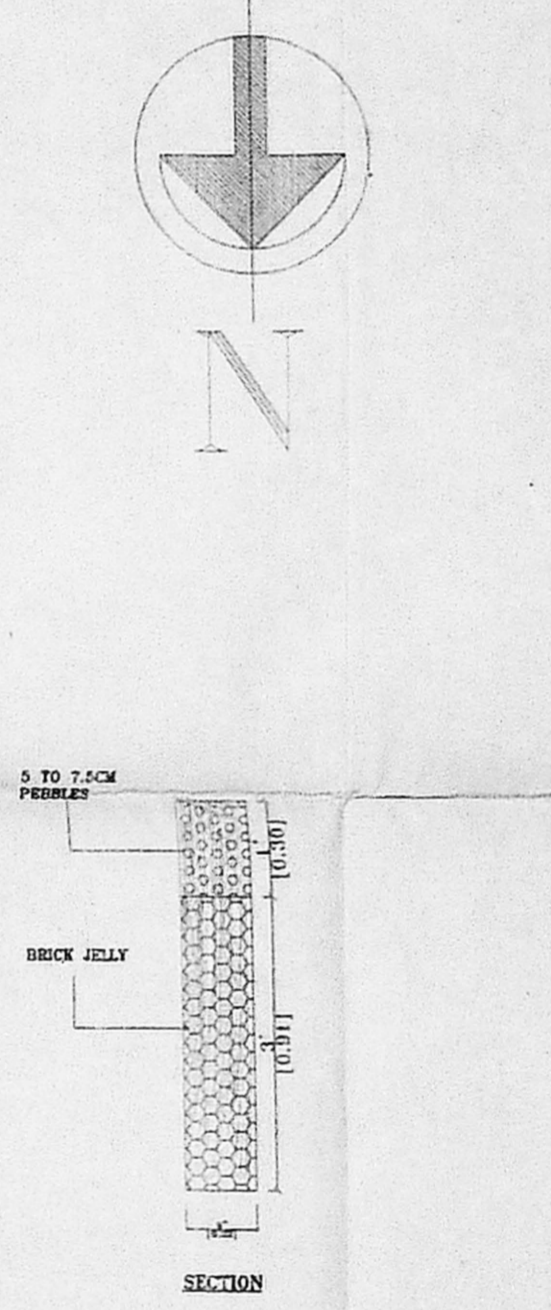 N
5 TO 7.5CM
PEBBLES
1'
[0.30]
BRICK JELLY
3'
[0.91]
SECTION